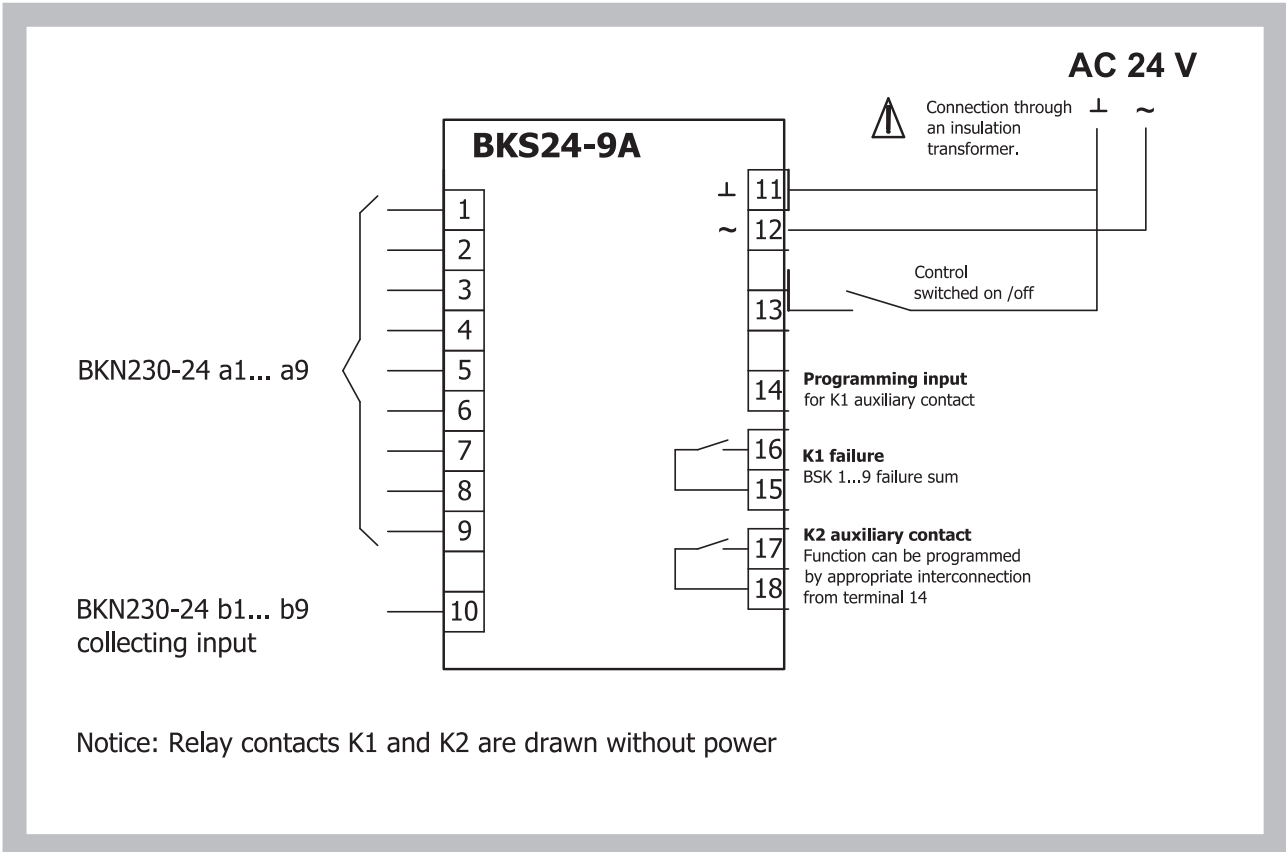 AC 24 V
Connection through
an insulation
transformer.
⊥ ~
BKS24-9A
1
2
3
4
5
6
7
8
9
10
⊥ 11
~ 12
13
14
16
15
17
18
Control
switched on /off
Programming input
for K1 auxiliary contact
K1 failure
BSK 1...9 failure sum
K2 auxiliary contact
Function can be programmed
by appropriate interconnection
from terminal 14
BKN230-24 a1... a9
BKN230-24 b1... b9
collecting input
Notice: Relay contacts K1 and K2 are drawn without power